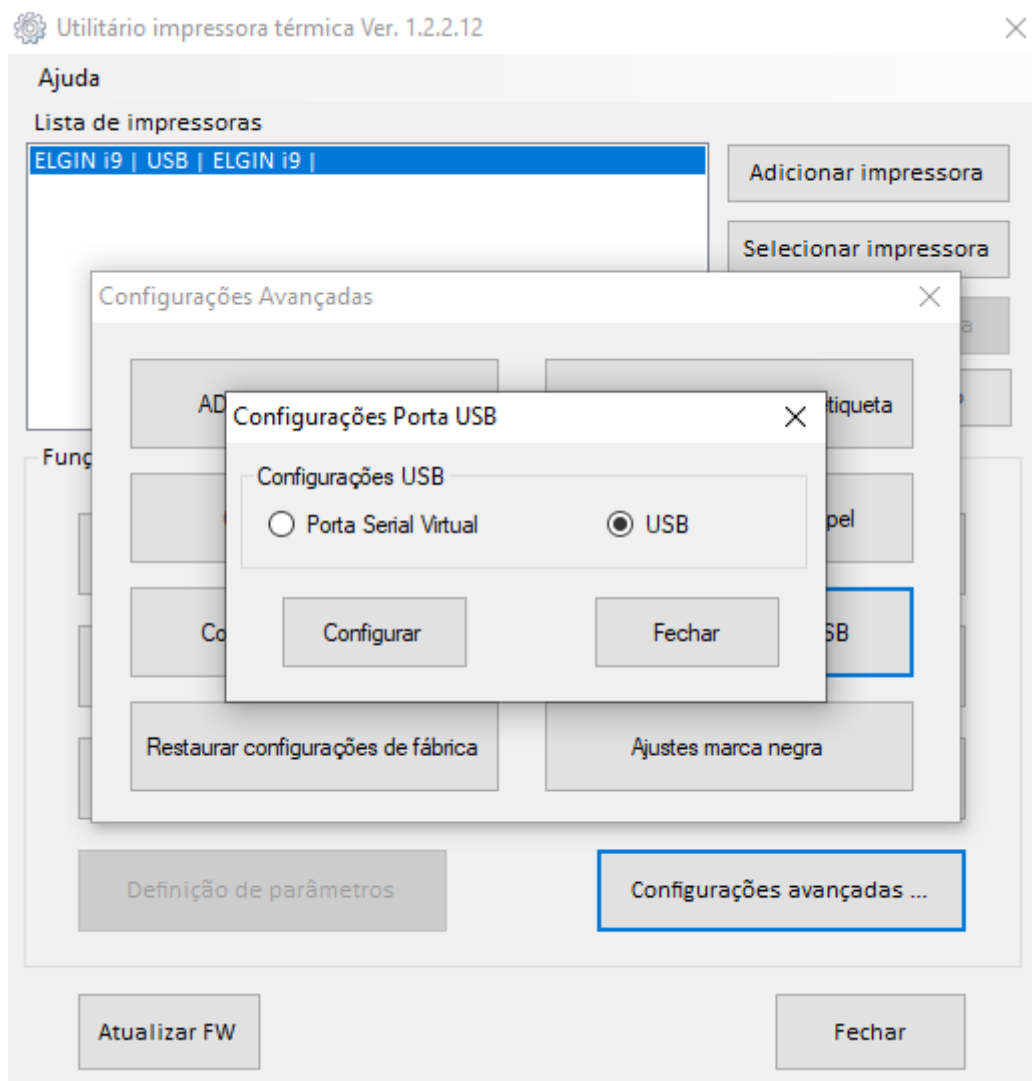 Utilitário impressora térmica Ver. 1.2.2.12
Ajuda
Lista de impressoras
ELGIN i9 | USB | ELGIN i9 |
Adicionar impressora
Selecionar impressora
Configurações Avançadas
Configurações Porta USB
Configurações USB
Porta Serial Virtual
USB
Configurar
Fechar
Restaurar configurações de fábrica
Ajustes marca negra
Definição de parâmetros
Configurações avançadas ...
Atualizar FW
Fechar